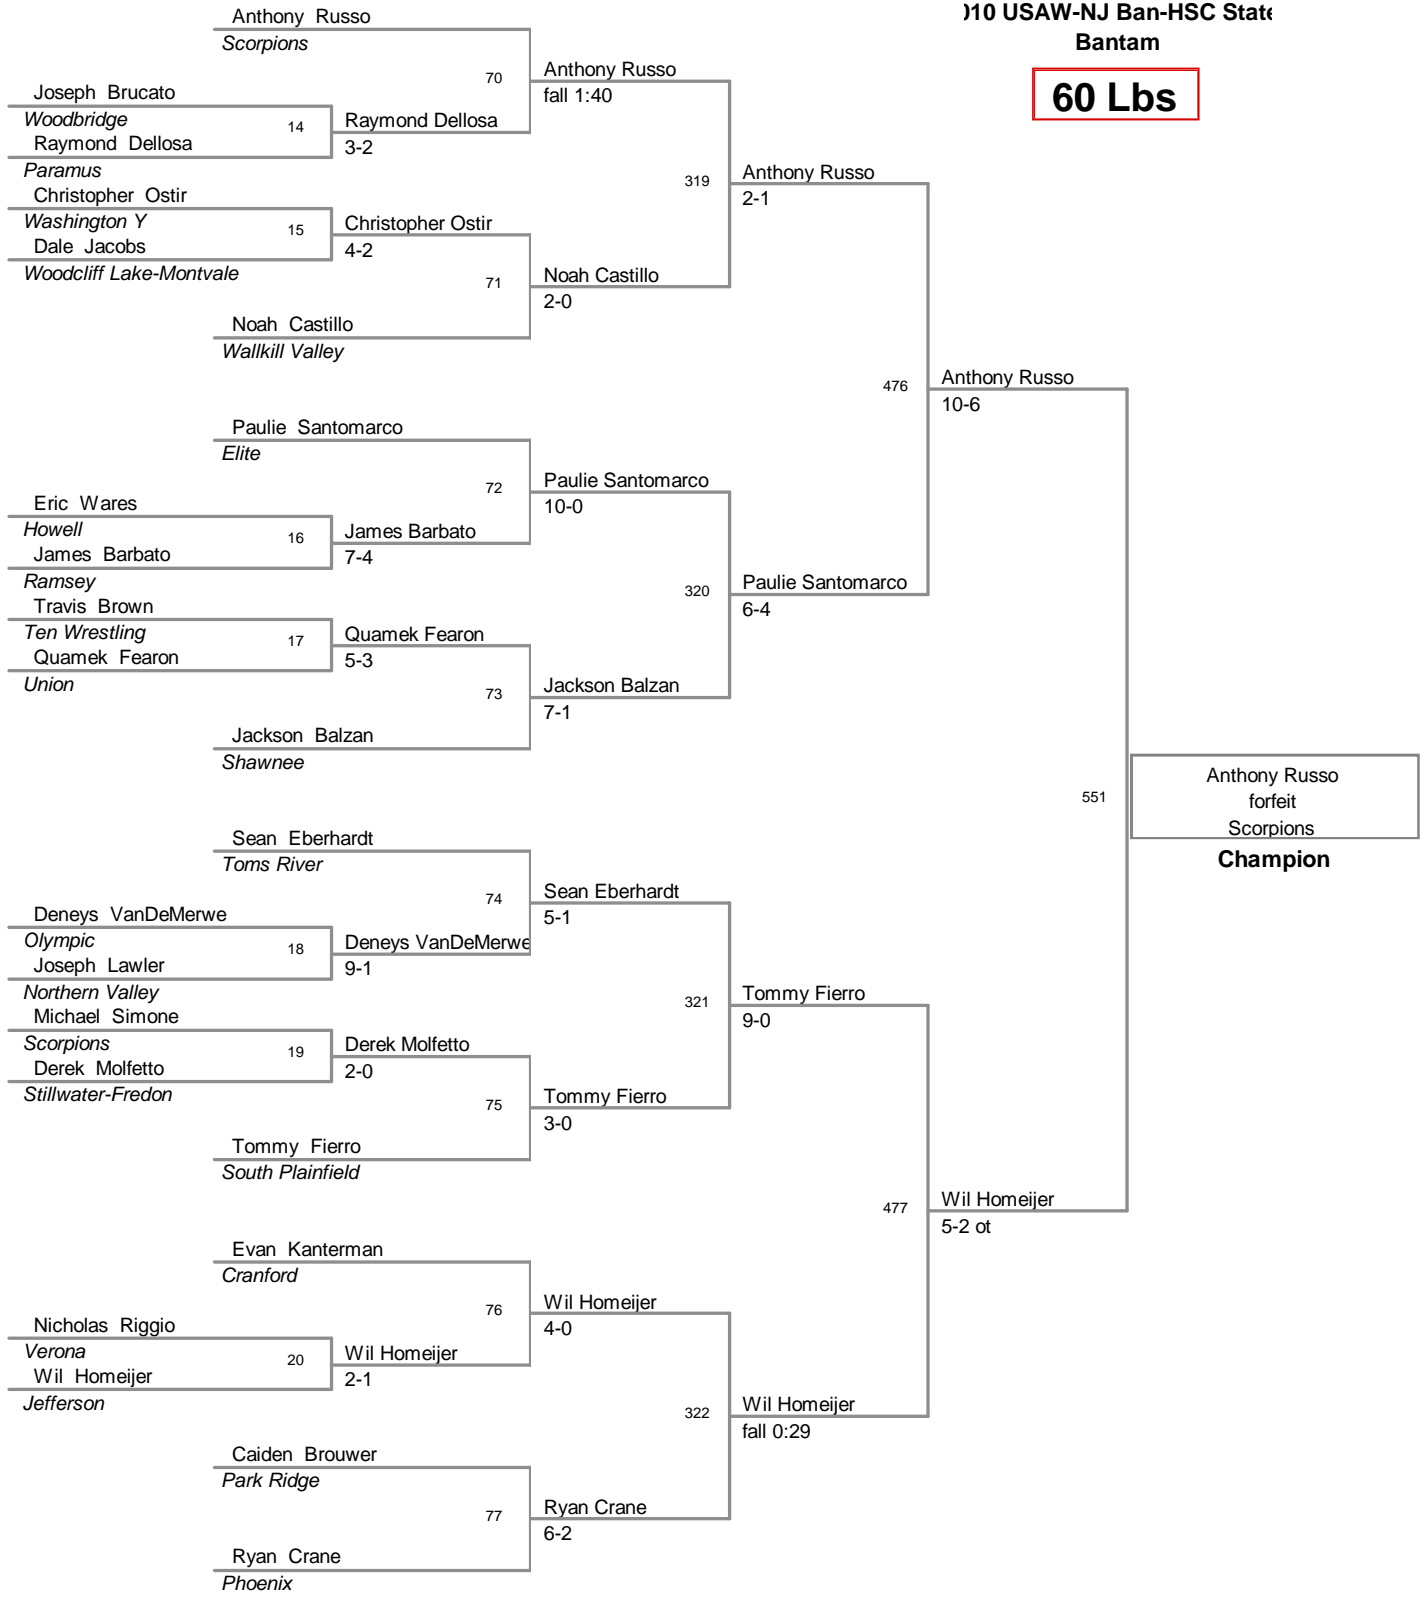 Anthony Russo
Scorpions
10 USAW-NJ Ban-HSC State
Bantam
60 Lbs
70
Anthony Russo
fall 1:40
Joseph Brucato
Woodbridge
14
Raymond Dellosa
3-2
Raymond Dellosa
Paramus
319
Anthony Russo
2-1
Christopher Ostir
Washington Y
15
Christopher Ostir
4-2
Dale Jacobs
Woodcliff Lake-Montvale
71
Noah Castillo
2-0
Noah Castillo
Wallkill Valley
476
Anthony Russo
10-6
Paulie Santomarco
Elite
72
Paulie Santomarco
10-0
Eric Wares
Howell
16
James Barbato
7-4
James Barbato
Ramsey
320
Paulie Santomarco
6-4
Travis Brown
Ten Wrestling
17
Quamek Fearon
5-3
Quamek Fearon
Union
73
Jackson Balzan
7-1
Jackson Balzan
Shawnee
551
Anthony Russo
forfeit
Scorpions
Champion
Sean Eberhardt
Toms River
74
Sean Eberhardt
5-1
Deneys VanDeMerwe
Olympic
18
Deneys VanDeMerwe
9-1
Joseph Lawler
Northern Valley
321
Tommy Fierro
9-0
Michael Simone
Scorpions
19
Derek Molfetto
2-0
Derek Molfetto
Stillwater-Fredon
75
Tommy Fierro
3-0
Tommy Fierro
South Plainfield
477
Wil Homeijer
5-2 ot
Evan Kanterman
Cranford
76
Wil Homeijer
4-0
Nicholas Riggio
Verona
20
Wil Homeijer
2-1
Wil Homeijer
Jefferson
322
Wil Homeijer
fall 0:29
Caiden Brouwer
Park Ridge
77
Ryan Crane
6-2
Ryan Crane
Phoenix